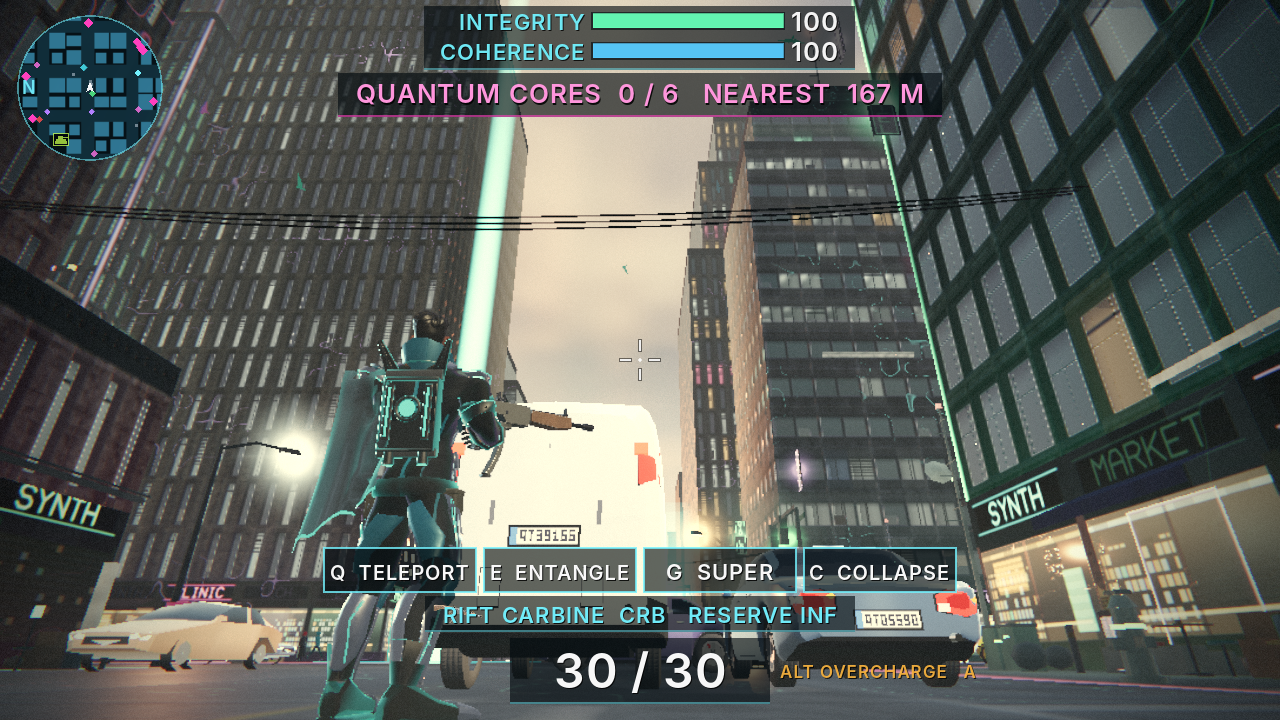 INTEGRITY 100
COHERENCE 100
QUANTUM CORES 0 / 6 NEAREST 167 M
N
SYNTH
MARKET
SYNTH
LINIC
Q TELEPORT
E ENTANGLE
G SUPER
C COLLAPSE
RIFT CARBINE CRB RESERVE INF
30 / 30
ALT OVERCHARGE A